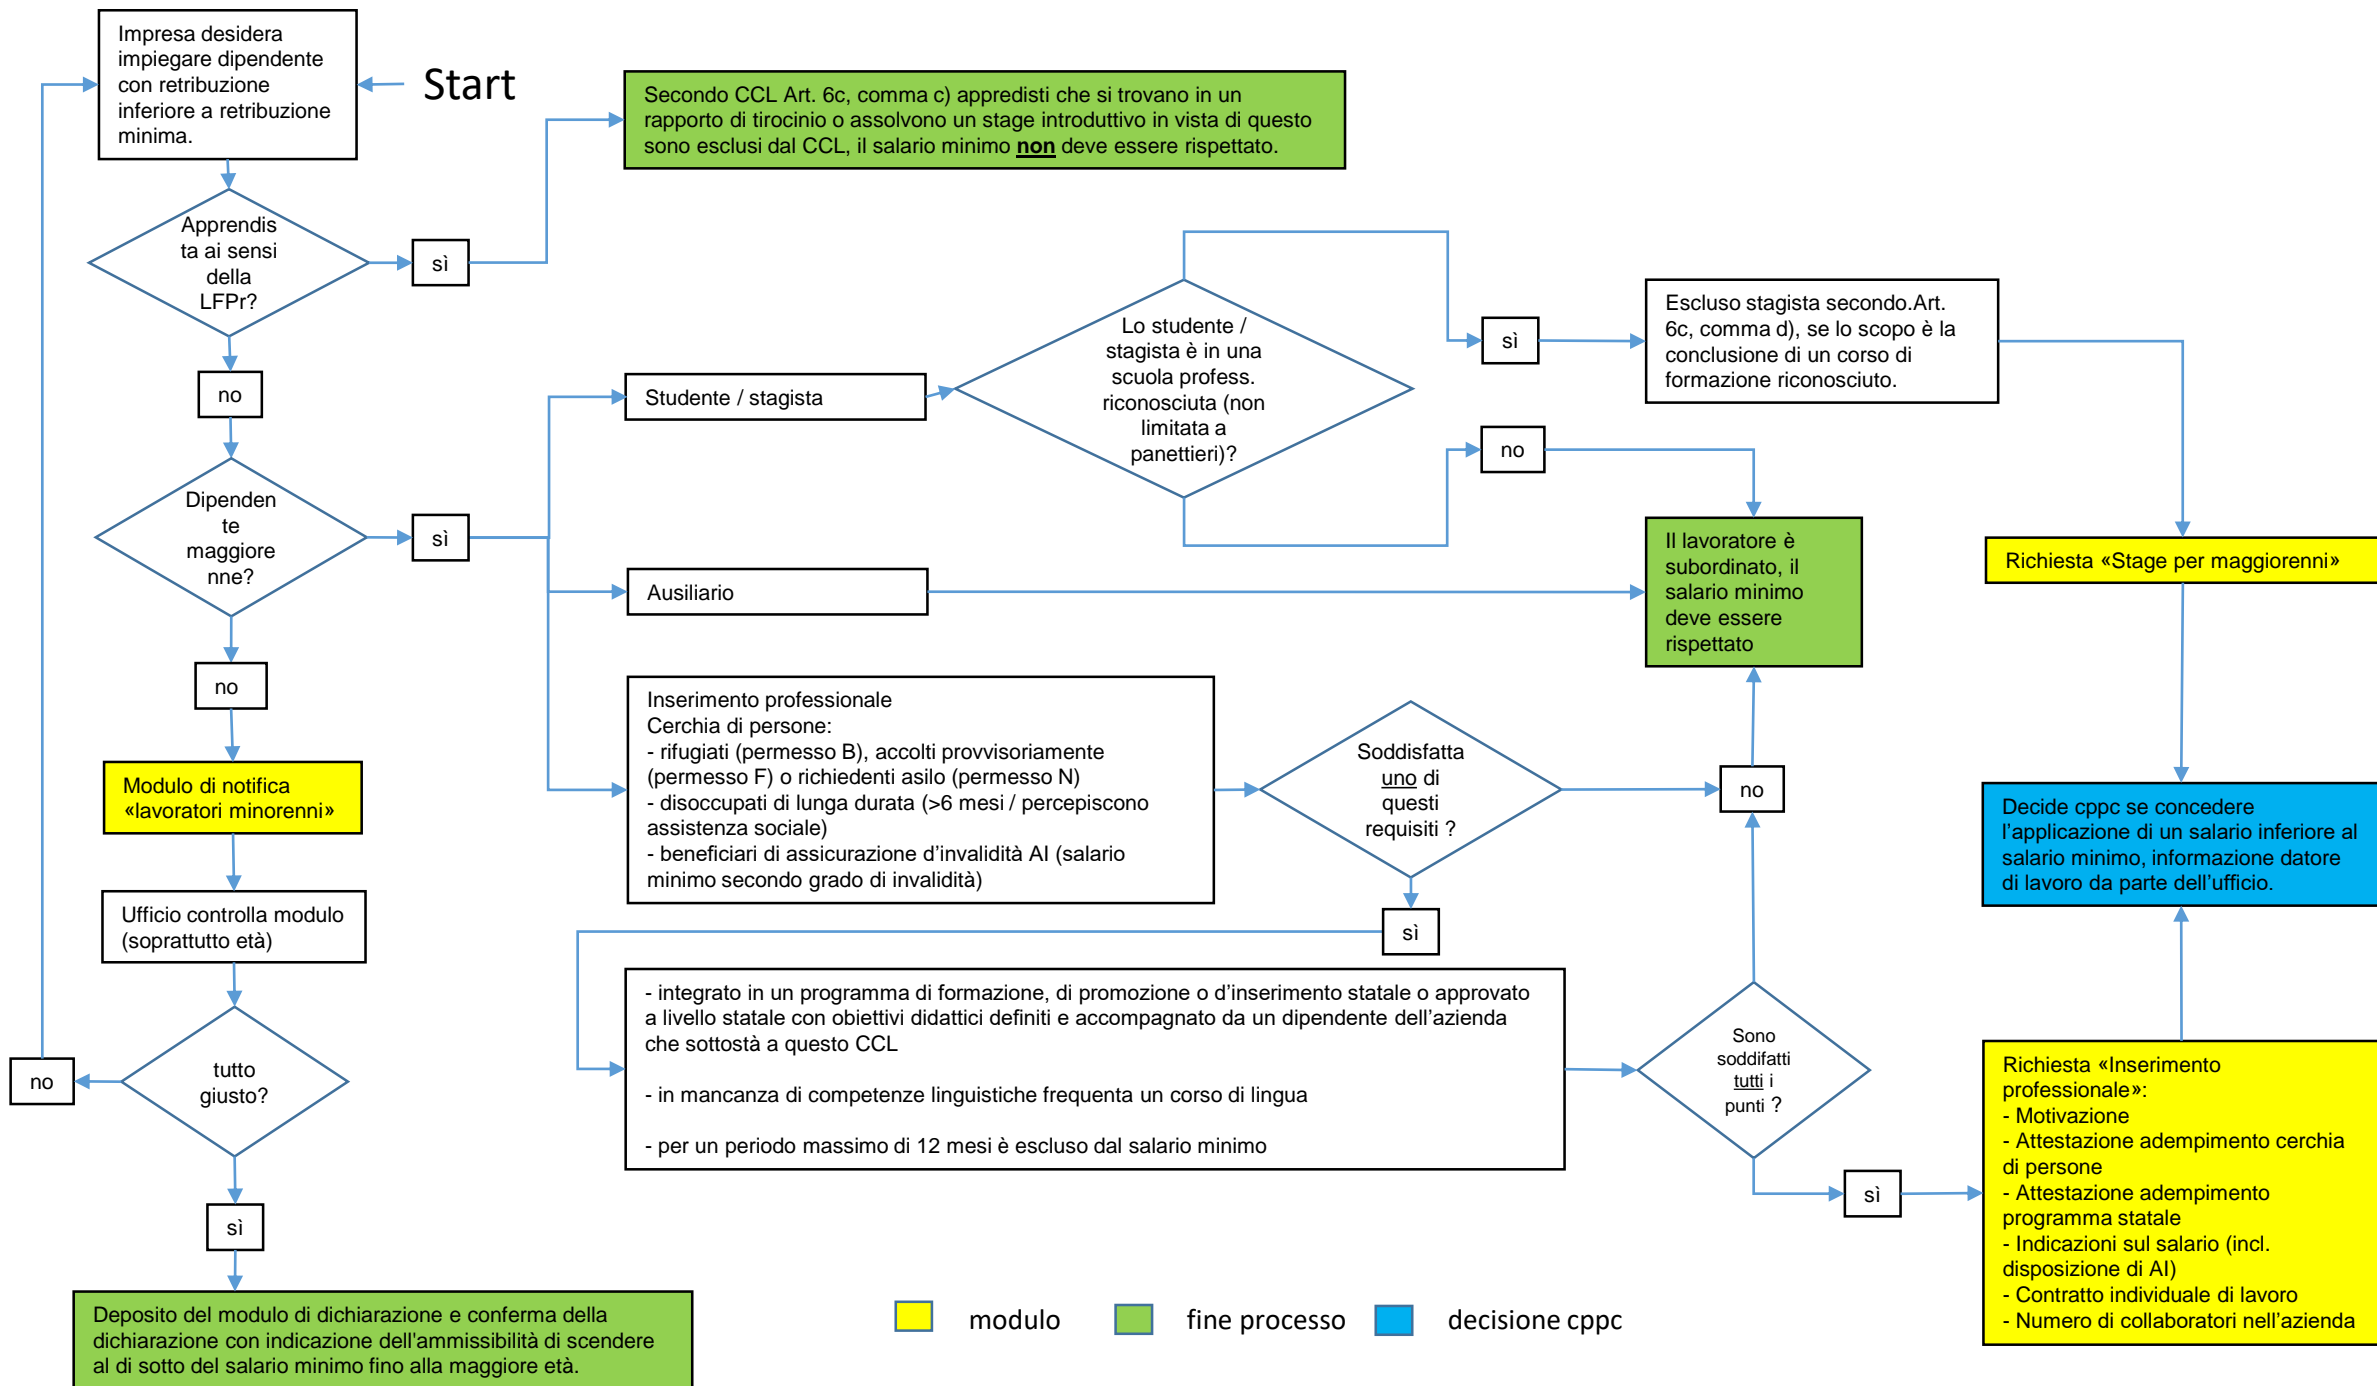 Impresa desidera
impiegare dipendente
con retribuzione
inferiore a retribuzione
minima.
Start
Secondo CCL Art. 6c, comma c) appredisti che si trovano in un
rapporto di tirocinio o assolvono un stage introduttivo in vista di questo
sono esclusi dal CCL, il salario minimo non deve essere rispettato.
Apprendis
ta ai sensi
della
LFPr?
sì
no
Lo studente /
stagista è in una
scuola profess.
riconosciuta (non
limitata a
panettieri)?
sì
Escluso stagista secondo.Art.
6c, comma d), se lo scopo è la
conclusione di un corso di
formazione riconosciuto.
Studente / stagista
no
Dipenden
te
maggiore
nne?
sì
no
Ausiliario
Il lavoratore è
subordinato, il
salario minimo
deve essere
rispettato
Richiesta «Stage per maggiorenni»
Inserimento professionale
Cerchia di persone:
- rifugiati (permesso B), accolti provvisoriamente
(permesso F) o richiedenti asilo (permesso N)
- disoccupati di lunga durata (>6 mesi / percepiscono
assistenza sociale)
- beneficiari di assicurazione d’invalidità AI (salario
minimo secondo grado di invalidità)
Soddisfatta
uno di
questi
requisiti ?
no
sì
Modulo di notifica
«lavoratori minorenni»
Decide cppc se concedere
l’applicazione di un salario inferiore al
salario minimo, informazione datore
di lavoro da parte dell’ufficio.
Ufficio controlla modulo
(soprattutto età)
- integrato in un programma di formazione, di promozione o d’inserimento statale o approvato
a livello statale con obiettivi didattici definiti e accompagnato da un dipendente dell’azienda
che sottostà a questo CCL
- in mancanza di competenze linguistiche frequenta un corso di lingua
- per un periodo massimo di 12 mesi è escluso dal salario minimo
Sono
soddifatti
tutti i
punti ?
sì
Richiesta «Inserimento
professionale»:
- Motivazione
- Attestazione adempimento cerchia
di persone
- Attestazione adempimento
programma statale
- Indicazioni sul salario (incl.
disposizione di AI)
- Contratto individuale di lavoro
- Numero di collaboratori nell’azienda
tutto
giusto?
no
sì
Deposito del modulo di dichiarazione e conferma della
dichiarazione con indicazione dell'ammissibilità di scendere
al di sotto del salario minimo fino alla maggiore età.
modulo
fine processo
decisione cppc